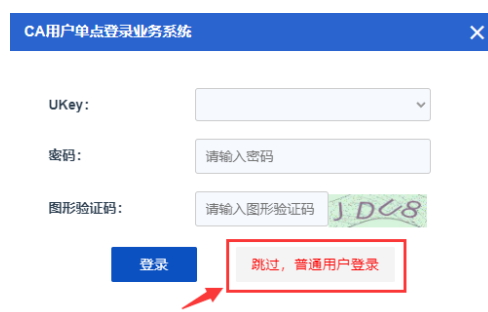 CA用户单点登录业务系统
UKey：
密码： 请输入密码
图形验证码： 请输入图形验证码 JDC8
登录 跳过，普通用户登录